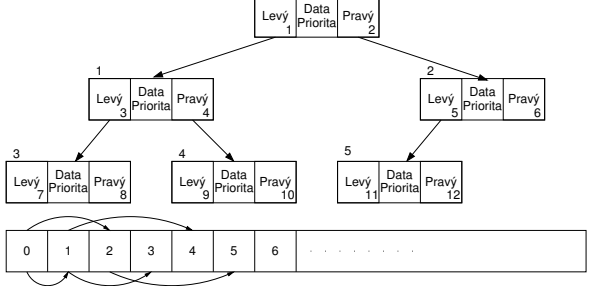 Levý 1 Data Priorita Pravý 2
1
2
Levý 3 Data Priorita Pravý 4
Levý 5 Data Priorita Pravý 6
3
4
5
Levý 7 Data Priorita Pravý 8
Levý 9 Data Priorita Pravý 10
Levý 11 Data Priorita Pravý 12
0 1 2 3 4 5 6 . . . . . . . .